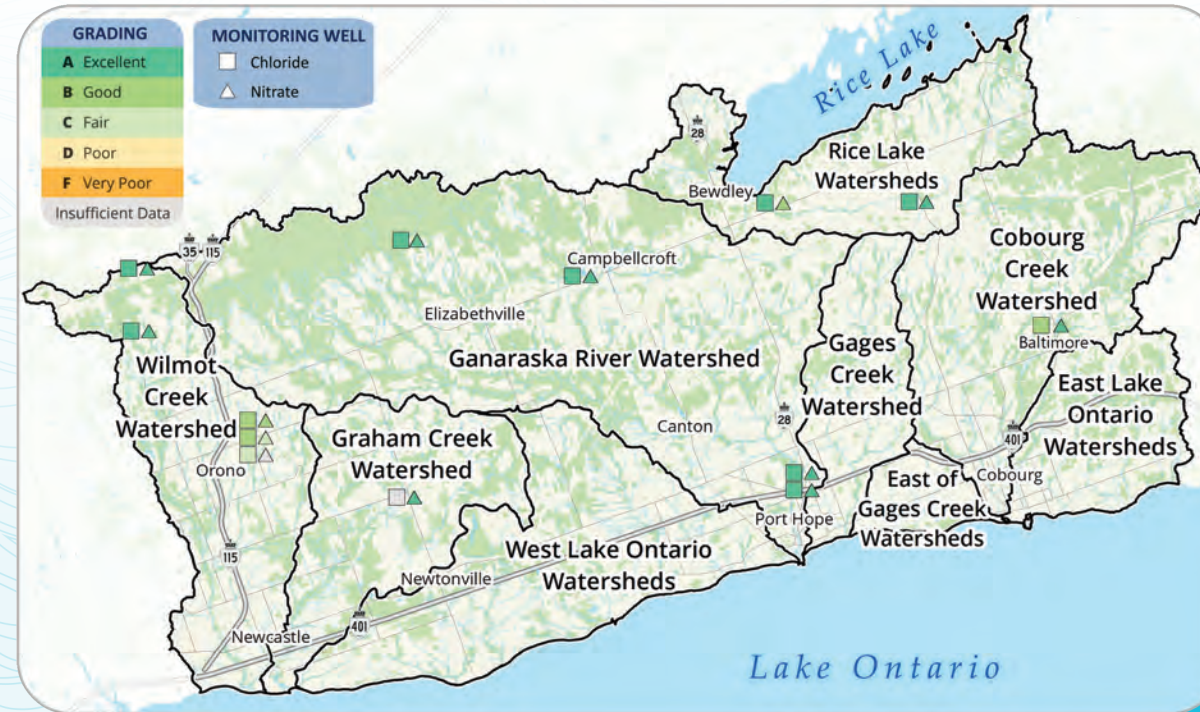 GRADING
A Excellent
B Good
C Fair
D Poor
F Very Poor
Insufficient Data
MONITORING WELL
Chloride
Nitrate
Rice Lake
28
Rice Lake
Watersheds
Bewdley
35
115
Campbellcroft
Elizabethville
Cobourg
Creek
Watershed
Baltimore
Ganaraska River Watershed
Gages
Creek
Watershed
Wilmot
Creek
Watershed
East Lake
Ontario
Watersheds
28
Canton
Graham Creek
Watershed
Orono
401
Cobourg
East of
Gages Creek
Watersheds
Port Hope
West Lake Ontario
Watersheds
115
Newtonville
401
Newcastle
Lake Ontario